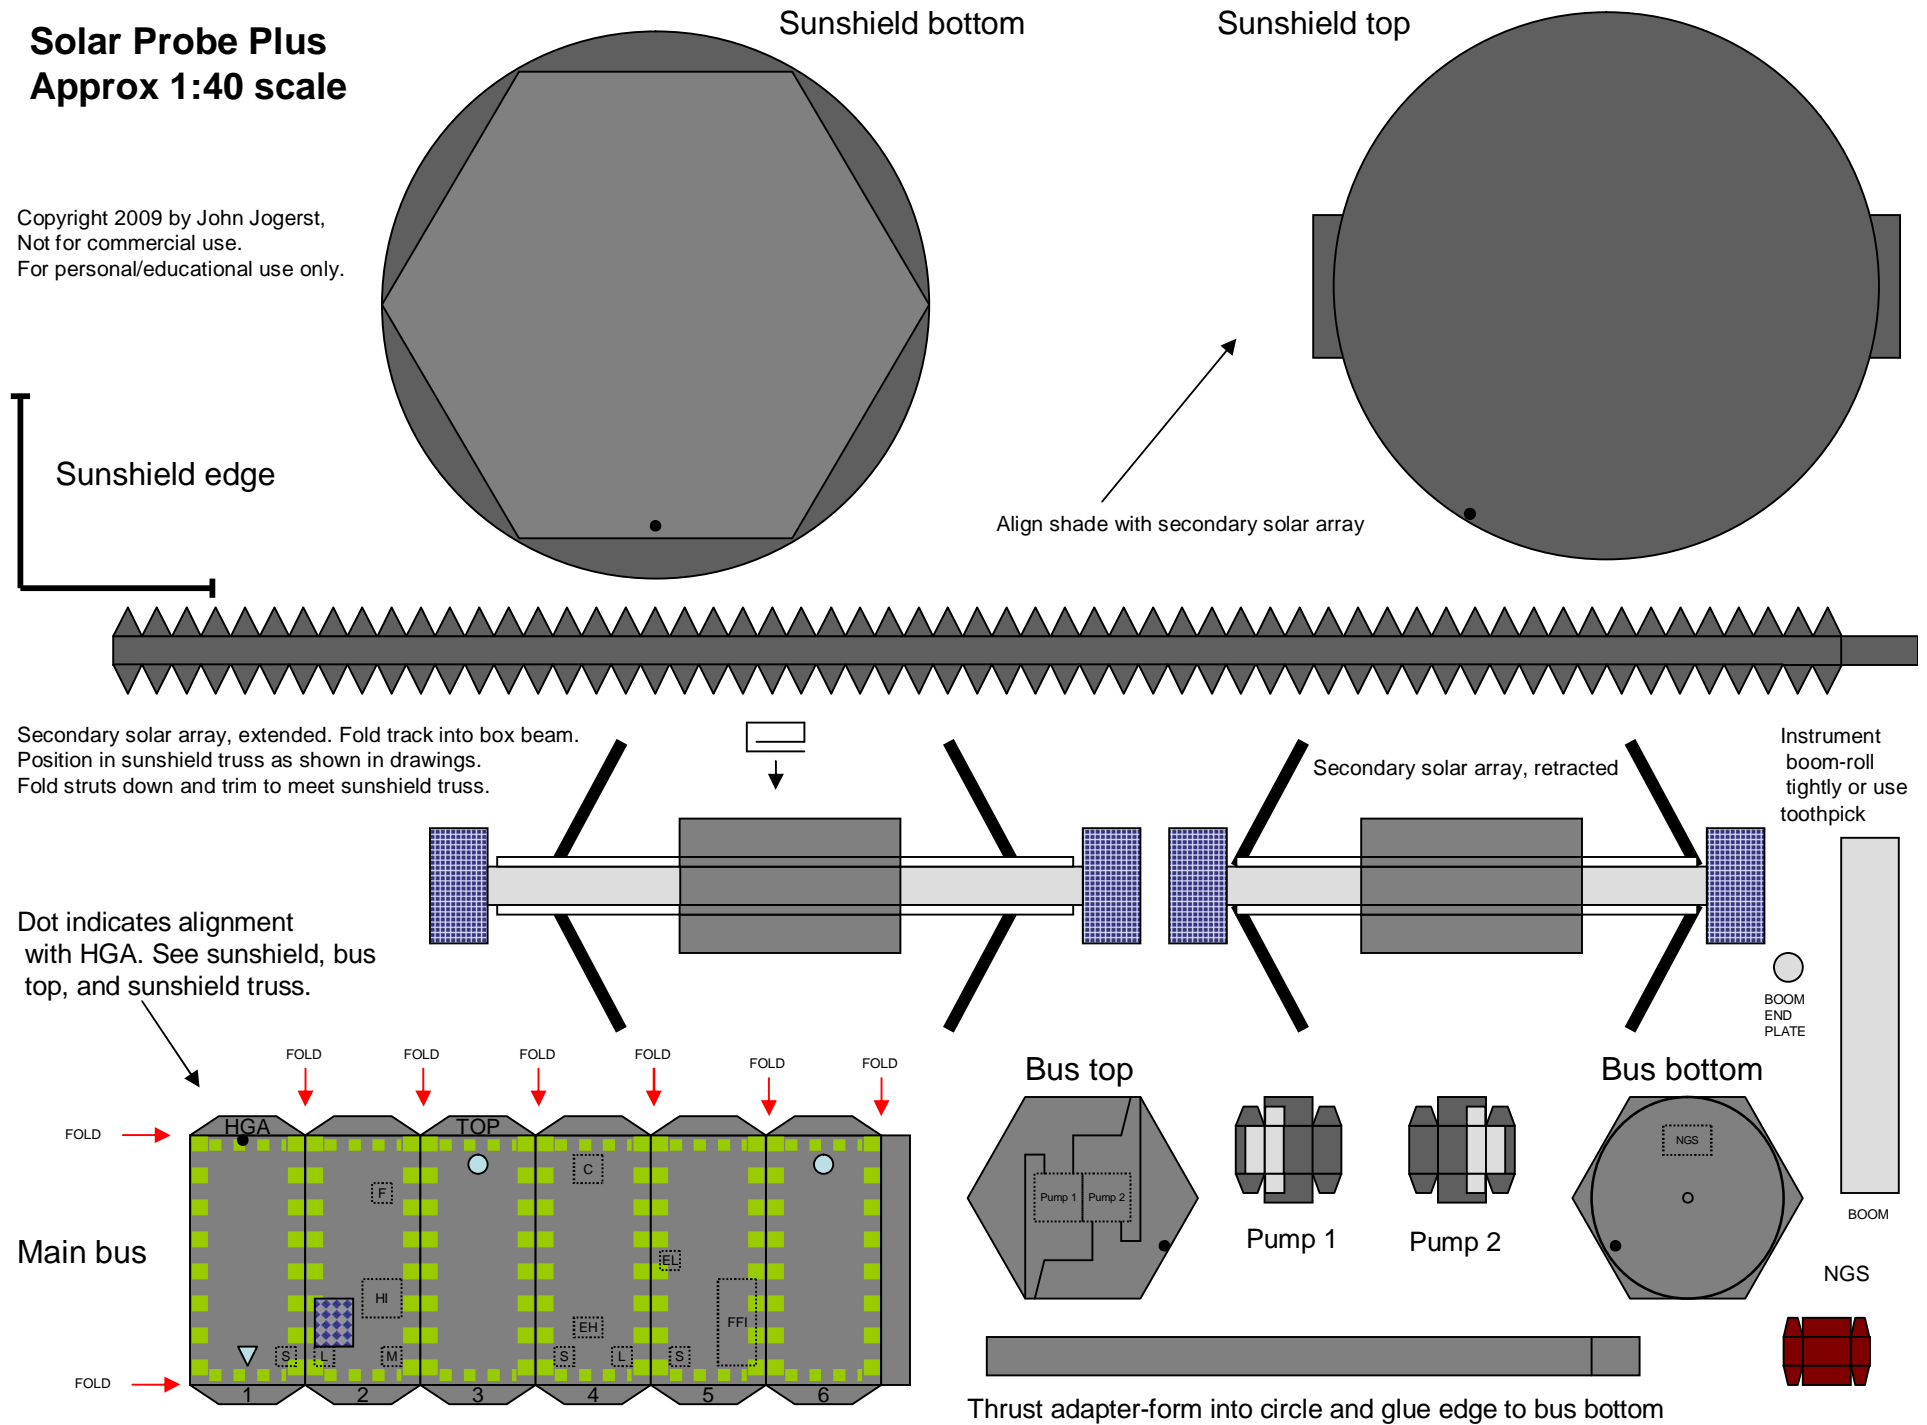 Solar Probe Plus
Approx 1:40 scale
Sunshield bottom
Sunshield top
Copyright 2009 by John Jogerst,
Not for commercial use.
For personal/educational use only.
Sunshield edge
Align shade with secondary solar array
Secondary solar array, extended. Fold track into box beam.
Position in sunshield truss as shown in drawings.
Fold struts down and trim to meet sunshield truss.
Secondary solar array, retracted
Instrument
boom-roll
tightly or use
toothpick
Dot indicates alignment
with HGA. See sunshield, bus
top, and sunshield truss.
BOOM
END
PLATE
FOLD
FOLD
FOLD
FOLD
FOLD
FOLD
Bus top
Bus bottom
FOLD
HGA
TOP
C
F
NGS
Pump 1
Pump 2
BOOM
Main bus
EL
Pump 1
Pump 2
NGS
HI
FFI
EH
S
L
M
S
L
S
FOLD
1
2
3
4
5
6
Thrust adapter-form into circle and glue edge to bus bottom